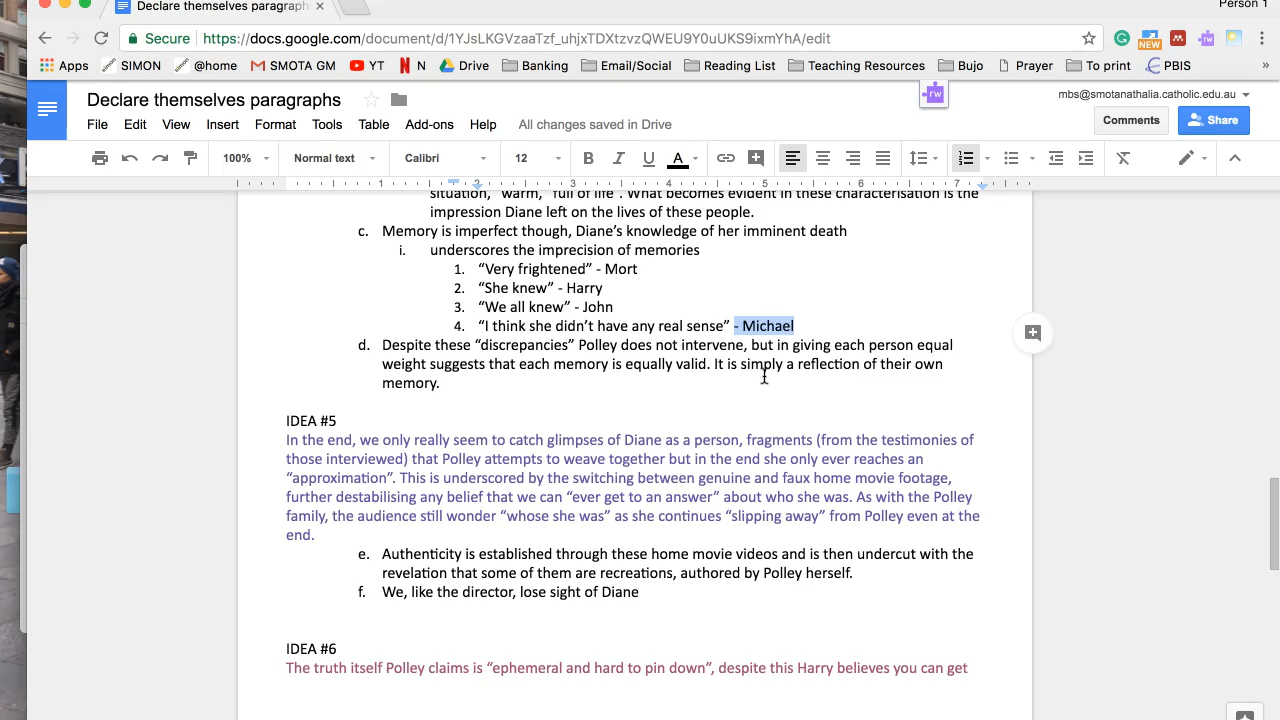 Declare themselves paragraph
Person 1
Secure
https://docs.google.com/document/d/1YJsLKGVzaaTzf_uhjxTDXtzvzQWEU9Y0uUKS9ixmYhA/edit
NEW
Apps SIMON @home SMOTA GM YT N Drive Banking Email/Social Reading List Teaching Resources Bujo Prayer To print PBIS »
Declare themselves paragraphs
rw
mbs@smotanathalia.catholic.edu.au
File Edit View Insert Format Tools Table Add-ons Help All changes saved in Drive
Comments Share
100% Normal text Calibri 12 B I U A
1 2 3 4 5 6 7
situation, "warm, "full of life". What becomes evident in these characterisation is the
impression Diane left on the lives of these people.
c. Memory is imperfect though, Diane's knowledge of her imminent death
i. underscores the imprecision of memories
1. "Very frightened" - Mort
2. "She knew" - Harry
3. "We all knew" - John
4. "I think she didn't have any real sense" - Michael
d. Despite these "discrepancies" Polley does not intervene, but in giving each person equal
weight suggests that each memory is equally valid. It is simply a reflection of their own
memory.
IDEA #5
In the end, we only really seem to catch glimpses of Diane as a person, fragments (from the testimonies of
those interviewed) that Polley attempts to weave together but in the end she only ever reaches an
"approximation". This is underscored by the switching between genuine and faux home movie footage,
further destabilising any belief that we can "ever get to an answer" about who she was. As with the Polley
family, the audience still wonder "whose she was" as she continues "slipping away" from Polley even at the
end.
e. Authenticity is established through these home movie videos and is then undercut with the
revelation that some of them are recreations, authored by Polley herself.
f. We, like the director, lose sight of Diane
IDEA #6
The truth itself Polley claims is "ephemeral and hard to pin down", despite this Harry believes you can get